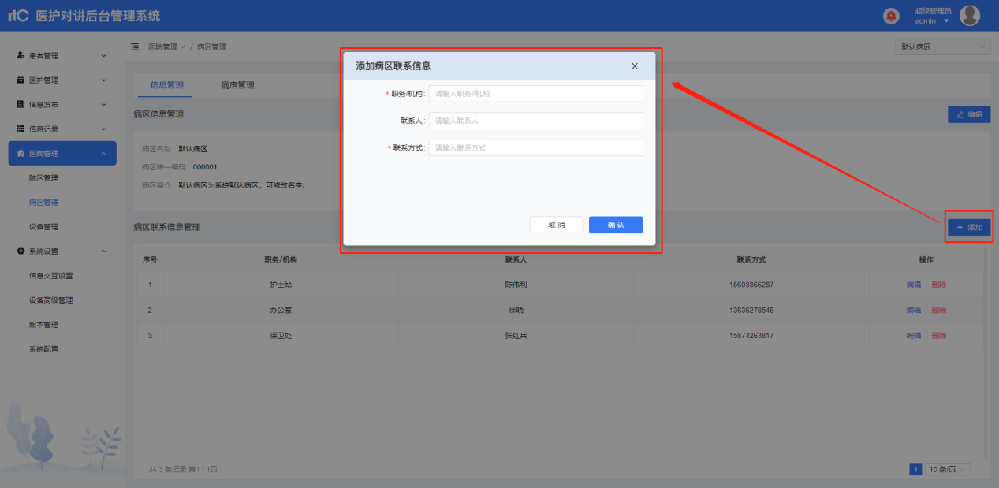 itC 医护对讲后台管理系统
超级管理员
admin
患者管理
医护管理
信息发布
信息记录
医院管理
院区管理
病区管理
设备管理
系统设置
信息交互设置
设备高级管理
版本管理
系统配置
医院管理 / 病区管理
默认病区
信息管理 病房管理
病区信息管理
编辑
病区名称: 默认病区
病区唯一编码: 000001
病区简介: 默认病区为系统默认病区，可修改名字。
添加病区联系信息 X
* 职务/机构: 请输入职务/机构
联系人: 请输入联系人
* 联系方式: 请输入联系方式
取 消 确 认
病区联系信息管理
+ 添加
序号 职务/机构 联系人 联系方式 操作
1 护士站 陈伟利 15603366287 编辑 删除
2 办公室 徐晓 13636278546 编辑 删除
3 保卫处 张红兵 15874263817 编辑 删除
共 3 条记录 第1 / 1页
1 10 条/页